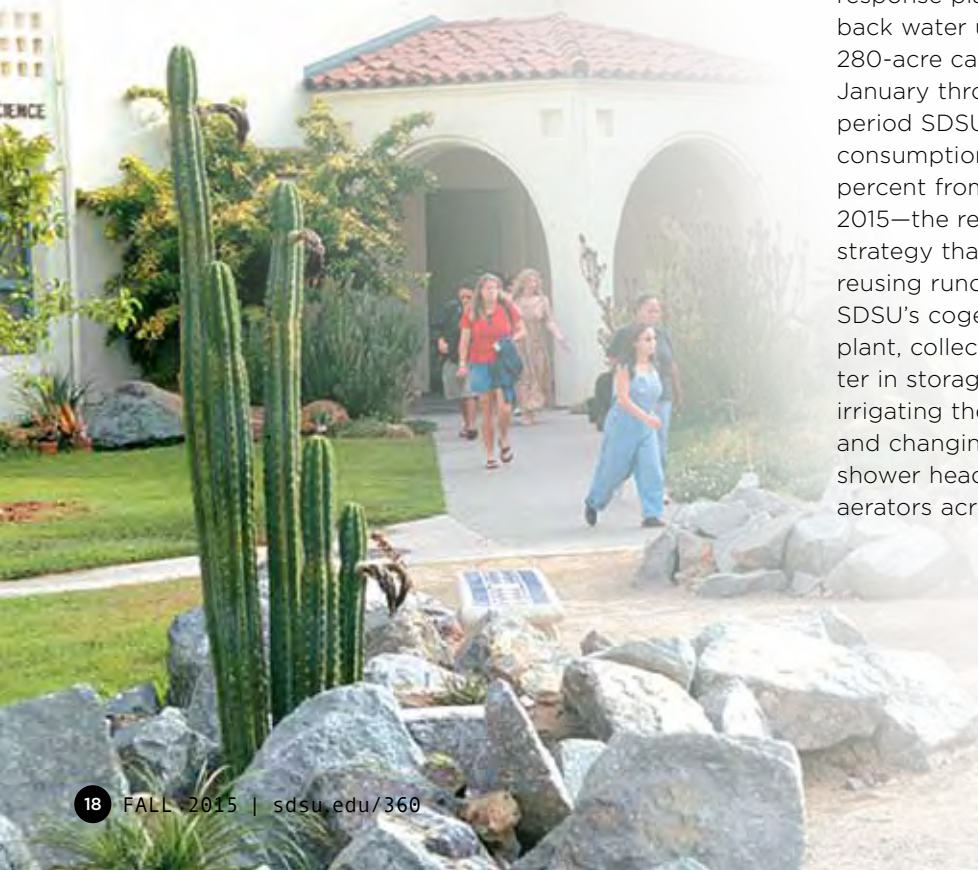 IENCE
response pla
back water u
280-acre ca
January thro
period SDSU
consumption
percent from
2015—the re
strategy tha
reusing runo
SDSU's coge
plant, collec
ter in storag
irrigating the
and changin
shower head
aerators acr
18 FALL 2015 | sdsu.edu/360